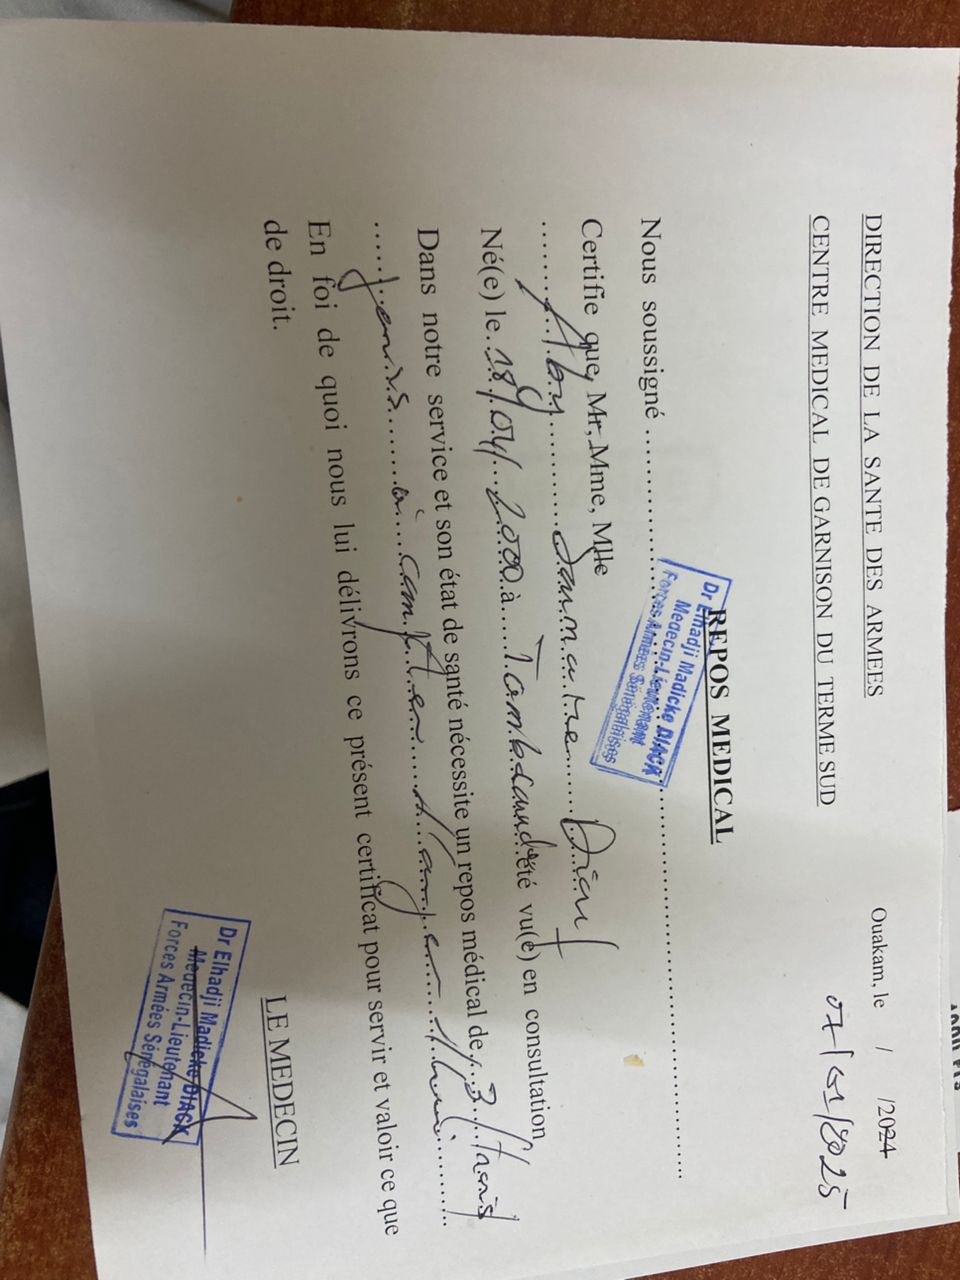 DIRECTION DE LA SANTE DES ARMEES
Ouakam, le / /2024
CENTRE MEDICAL DE GARNISON DU TERME SUD
07/01/2025
REPOS MEDICAL
Dr Elhadji Madicke DIACK
Medecin-Lieutenant
Forces Armées Sénégalaises
Nous soussigné
Certifie que, Mr, Mme, Mlle
Aby Diouf
Né(e) le 18/04/2000 à Tambacounda été vu(e) en consultation
Dans notre service et son état de santé nécessite un repos médical de 3 (trois)
jours à compter d'aujourd'hui.
En foi de quoi nous lui délivrons ce présent certificat pour servir et valoir ce que
de droit.
LE MEDECIN
Dr Elhadji Madicke DIACK
Medecin-Lieutenant
Forces Armées Sénégalaises